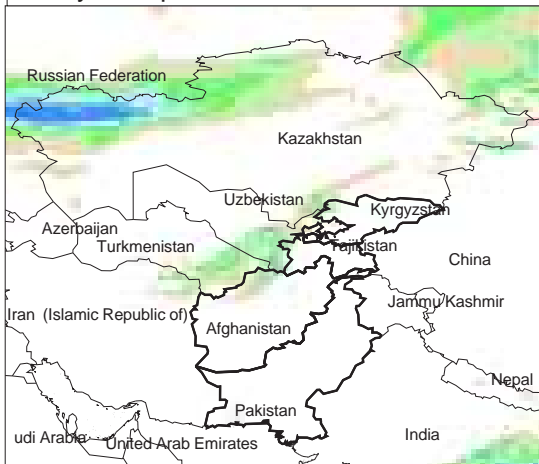 Russian Federation
Kazakhstan
Uzbekistan
Kyrgyzstan
Azerbaijan
Turkmenistan
Tajikistan
China
Jammu/Kashmir
Iran (Islamic Republic of)
Afghanistan
Nepal
Pakistan
udi Arabia
United Arab Emirates
India